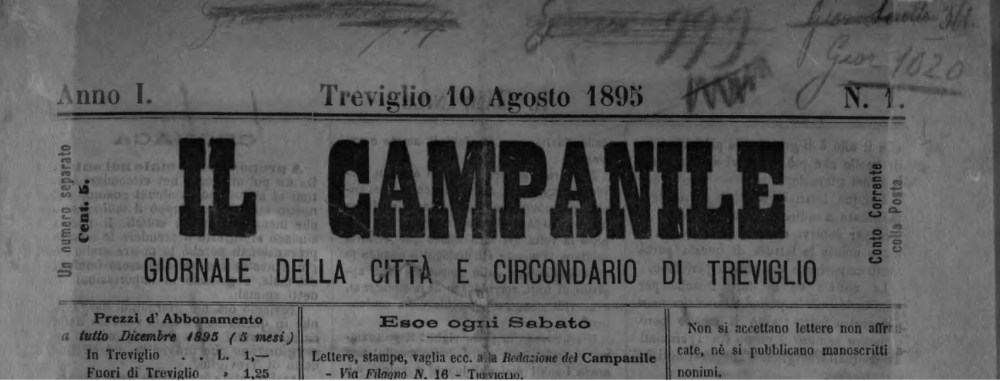 Gior 1020
Anno I.
Treviglio 10 Agosto 1895
N. 1.
Un numero separato
Cent. 5.
IL CAMPANILE
Conto Corrente
colla Posta.
GIORNALE DELLA CITTÀ E CIRCONDARIO DI TREVIGLIO
Prezzi d' Abbonamento
a tutto Dicembre 1895 (5 mesi)
In Treviglio . L. 1,—
Fuori di Treviglio » 1,25
Esce ogni Sabato
Lettere, stampe, vaglia ecc. alla Redazione del Campanile
- Via Filagno N. 16 - TREVIGLIO.
Non si accettano lettere non affran-
cate, nè si pubblicano manoscritti a-
nonimi.